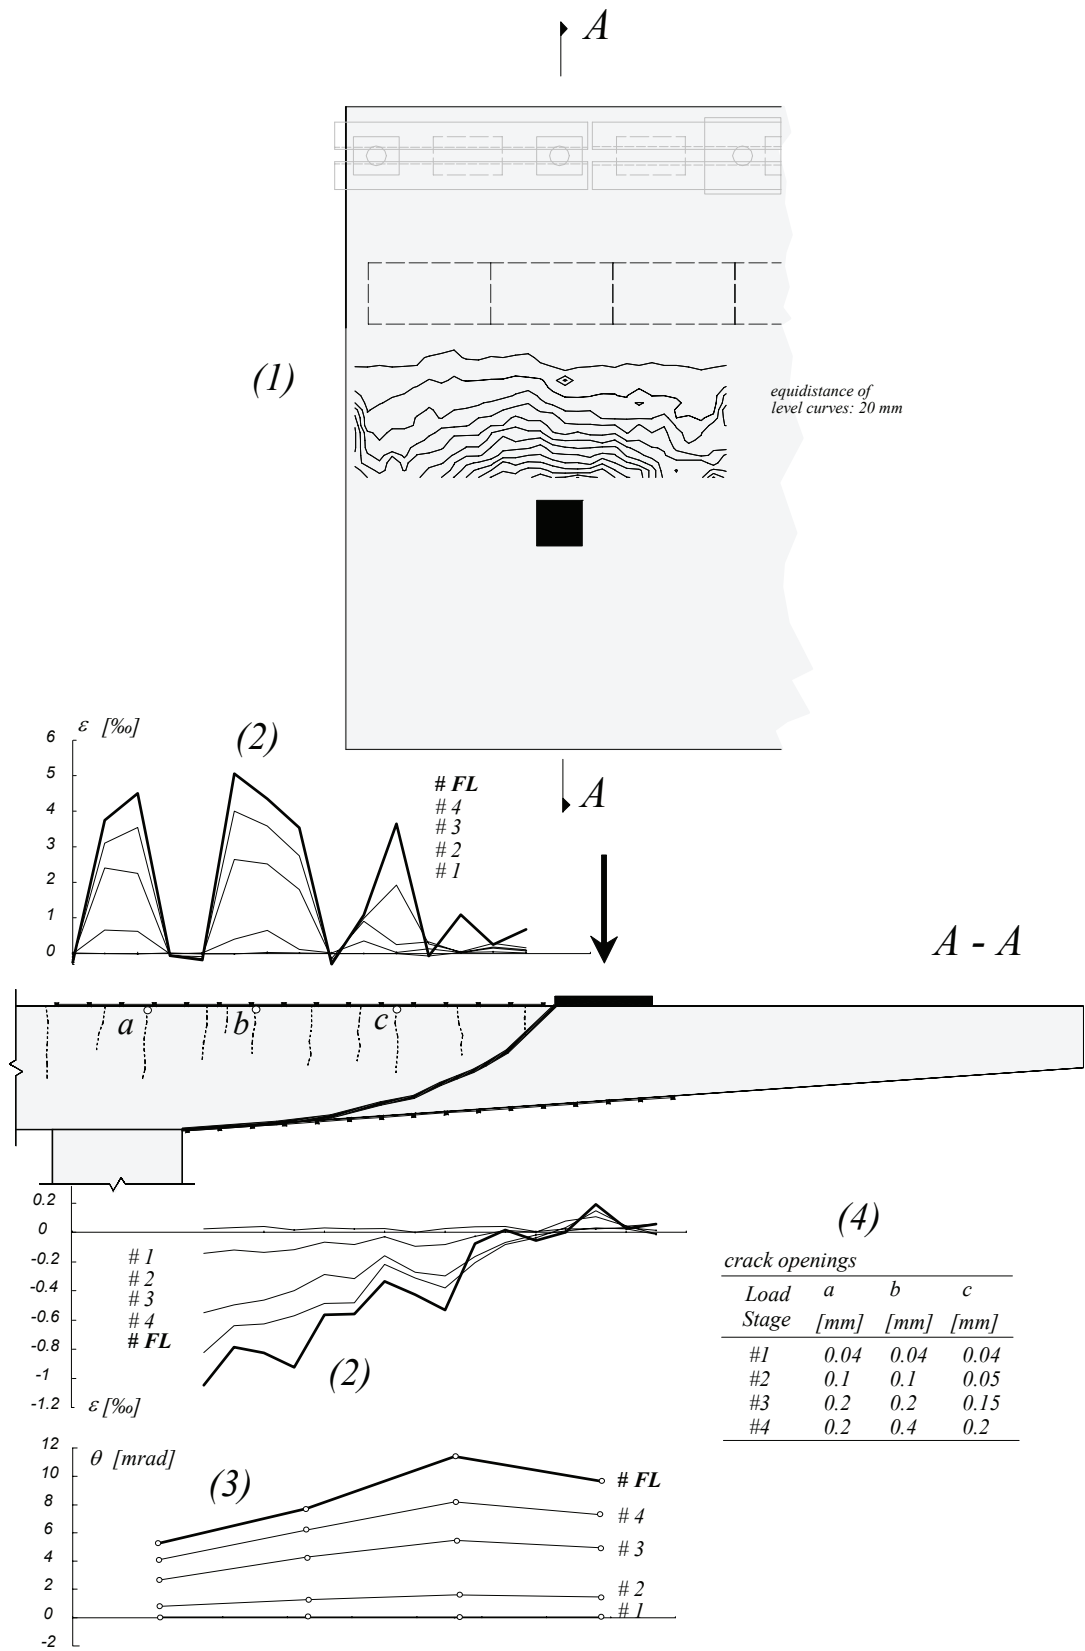 A
(1)
equidistance of
level curves: 20 mm
A
ε [‰]
(2)
6
5
4
3
2
1
0
# FL
# 4
# 3
# 2
# 1
A - A
a
b
c
0.2
0
-0.2
-0.4
-0.6
-0.8
-1
-1.2
# 1
# 2
# 3
# 4
# FL
(2)
ε [‰]
(4)
crack openings
Load Stage a [mm] b [mm] c [mm]
#1 0.04 0.04 0.04
#2 0.1 0.1 0.05
#3 0.2 0.2 0.15
#4 0.2 0.4 0.2
θ [mrad]
(3)
12
10
8
6
4
2
0
-2
# FL
# 4
# 3
# 2
# 1